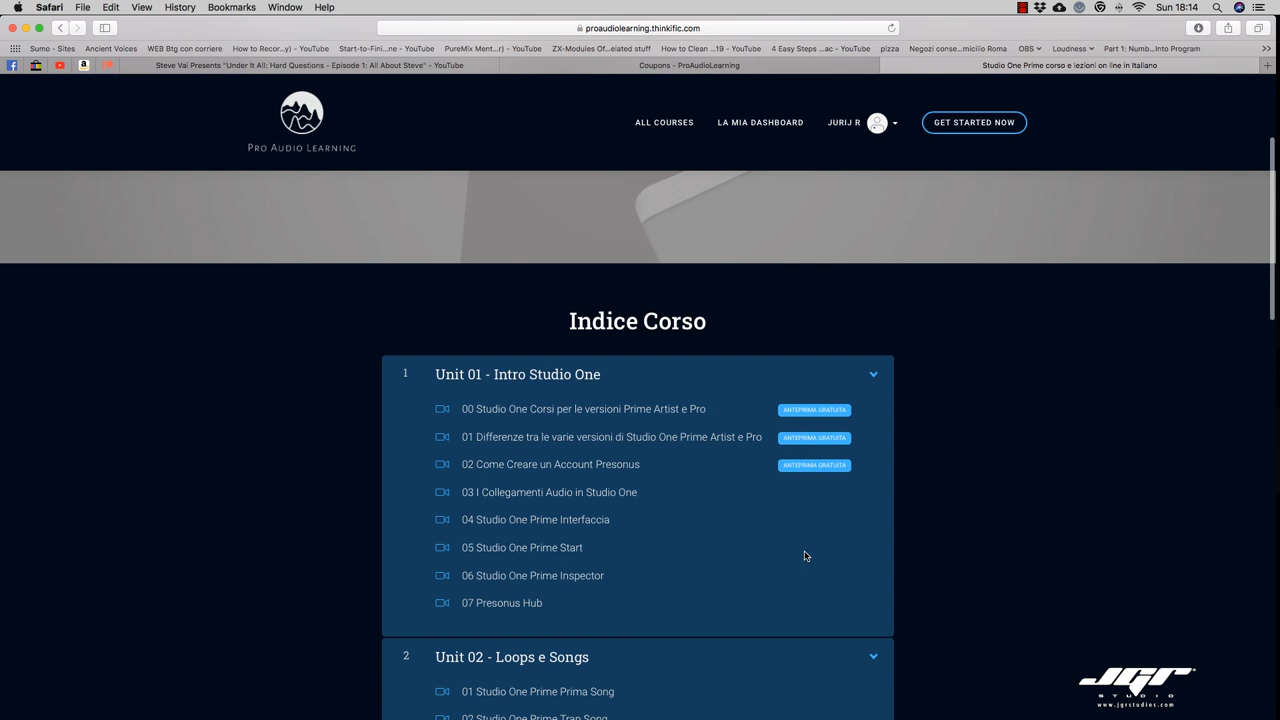 Safari File Edit View History Bookmarks Window Help Sun 18:14
proaudiolearning.thinkific.com
Sumo - Sites Ancient Voices WEB Btg con corriere How to Recor...y) - YouTube Start-to-Fini...ne - YouTube PureMix Ment...r) - YouTube ZX-Modules Of...elated stuff How to Clean ...19 - YouTube 4 Easy Steps ...ac - YouTube pizza Negozi conse...micilio Roma OBS Loudness Part 1: Numb...Into Program
Steve Vai Presents "Under It All: Hard Questions - Episode 1: All About Steve" - YouTube Coupons - ProAudioLearning Studio One Prime corso e lezioni on line in Italiano
PRO AUDIO LEARNING
ALL COURSES LA MIA DASHBOARD JURIJ R GET STARTED NOW
Indice Corso
1 Unit 01 - Intro Studio One
00 Studio One Corsi per le versioni Prime Artist e Pro ANTEPRIMA GRATUITA
01 Differenze tra le varie versioni di Studio One Prime Artist e Pro ANTEPRIMA GRATUITA
02 Come Creare un Account Presonus ANTEPRIMA GRATUITA
03 I Collegamenti Audio in Studio One
04 Studio One Prime Interfaccia
05 Studio One Prime Start
06 Studio One Prime Inspector
07 Presonus Hub
2 Unit 02 - Loops e Songs
01 Studio One Prime Prima Song
02 Studio One Prime Trap Song
JGR
STUDIO
www.jgrstudios.com